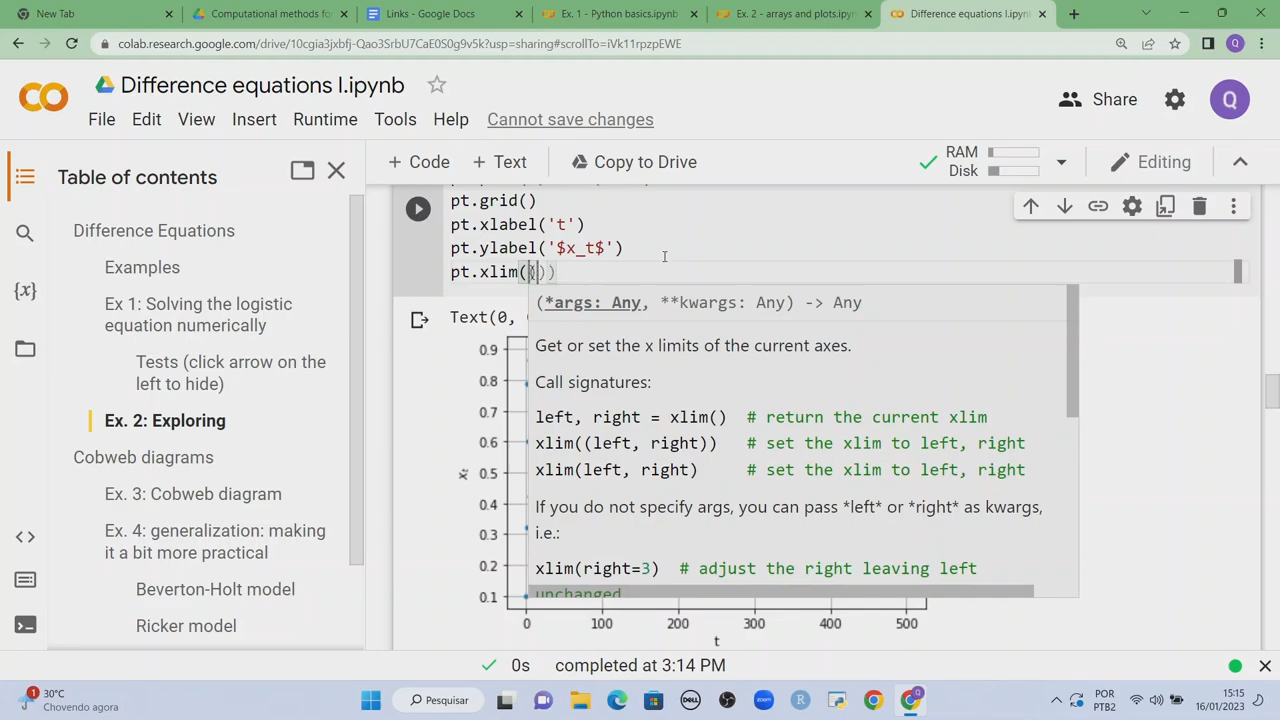 New Tab
Computational methods for
Links - Google Docs
Ex. 1 - Python basics.ipynb
Ex. 2 - arrays and plots.ipynb
Difference equations I.ipynb
colab.research.google.com/drive/10cgia3jxbfj-Qao3SrbU7CaE0S0g9v5k?usp=sharing#scrollTo=iVk11rpzpEWE
Q
Difference equations I.ipynb
File Edit View Insert Runtime Tools Help Cannot save changes
Share
Q
+ Code + Text Copy to Drive
RAM
Disk
Editing
Table of contents
Difference Equations
Examples
Ex 1: Solving the logistic
equation numerically
Tests (click arrow on the
left to hide)
Ex. 2: Exploring
Cobweb diagrams
Ex. 3: Cobweb diagram
Ex. 4: generalization: making
it a bit more practical
Beverton-Holt model
Ricker model
{x}
pt.grid()
pt.xlabel('t')
pt.ylabel('$x_t$')
pt.xlim(())
(*args: Any, **kwargs: Any) -> Any
Get or set the x limits of the current axes.
Call signatures:
left, right = xlim() # return the current xlim
xlim((left, right)) # set the xlim to left, right
xlim(left, right) # set the xlim to left, right
If you do not specify args, you can pass *left* or *right* as kwargs,
i.e.:
xlim(right=3) # adjust the right leaving left
unchanged
Text(0,
0.9
0.8
0.7
0.6
0.5
0.4
0.3
0.2
0.1
0 100 200 300 400 500
t
0s completed at 3:14 PM
1
30°C
Chovendo agora
Pesquisar
DELL
zoom
R
POR
PTB2
15:15
16/01/2023